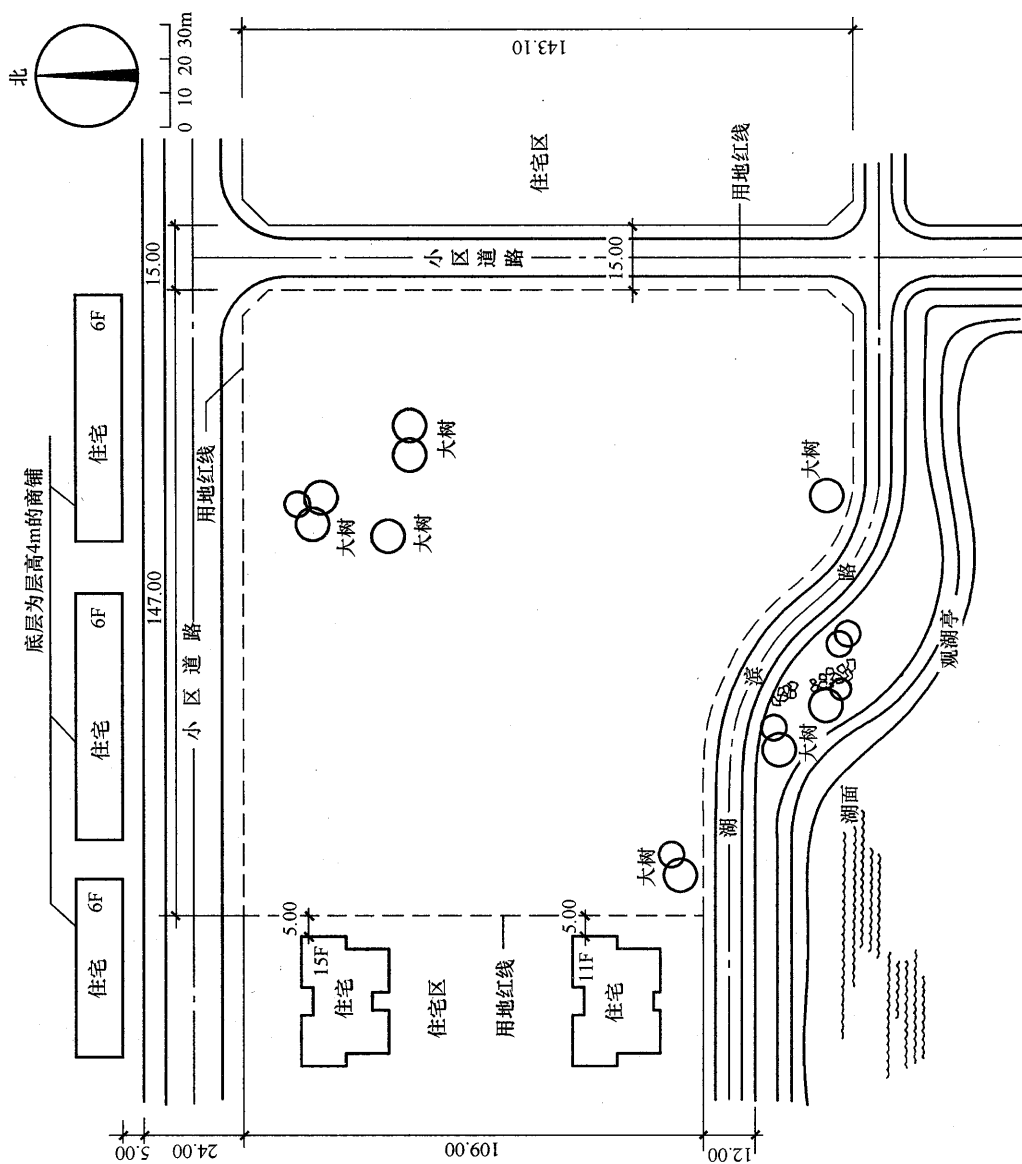 北
0 10 20 30m
底层为层高4m的商铺
住宅
6F
住宅
6F
住宅
6F
147.00
15.00
5.00
24.00
小区道路
用地红线
143.10
住宅区
小区道路
15.00
用地红线
大树
大树
大树
109.00
5.00
15F
住宅
住宅区
用地红线
5.00
11F
住宅
大树
大树
12.00
湖滨路
大树
观湖亭
湖面